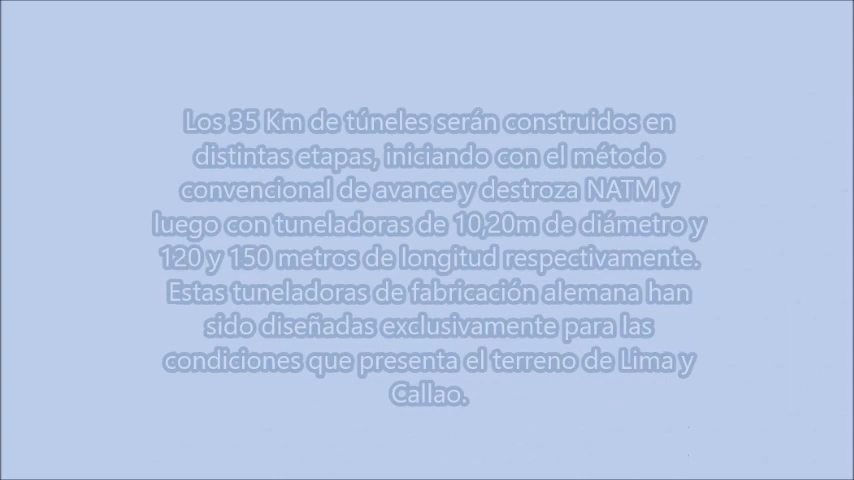 Los 35 Km de túneles serán construidos en
distintas etapas, iniciando con el método
convencional de avance y destroza NATM y
luego con tuneladoras de 10,20m de diámetro y
120 y 150 metros de longitud respectivamente.
Estas tuneladoras de fabricación alemana han
sido diseñadas exclusivamente para las
condiciones que presenta el terreno de Lima y
Callao.